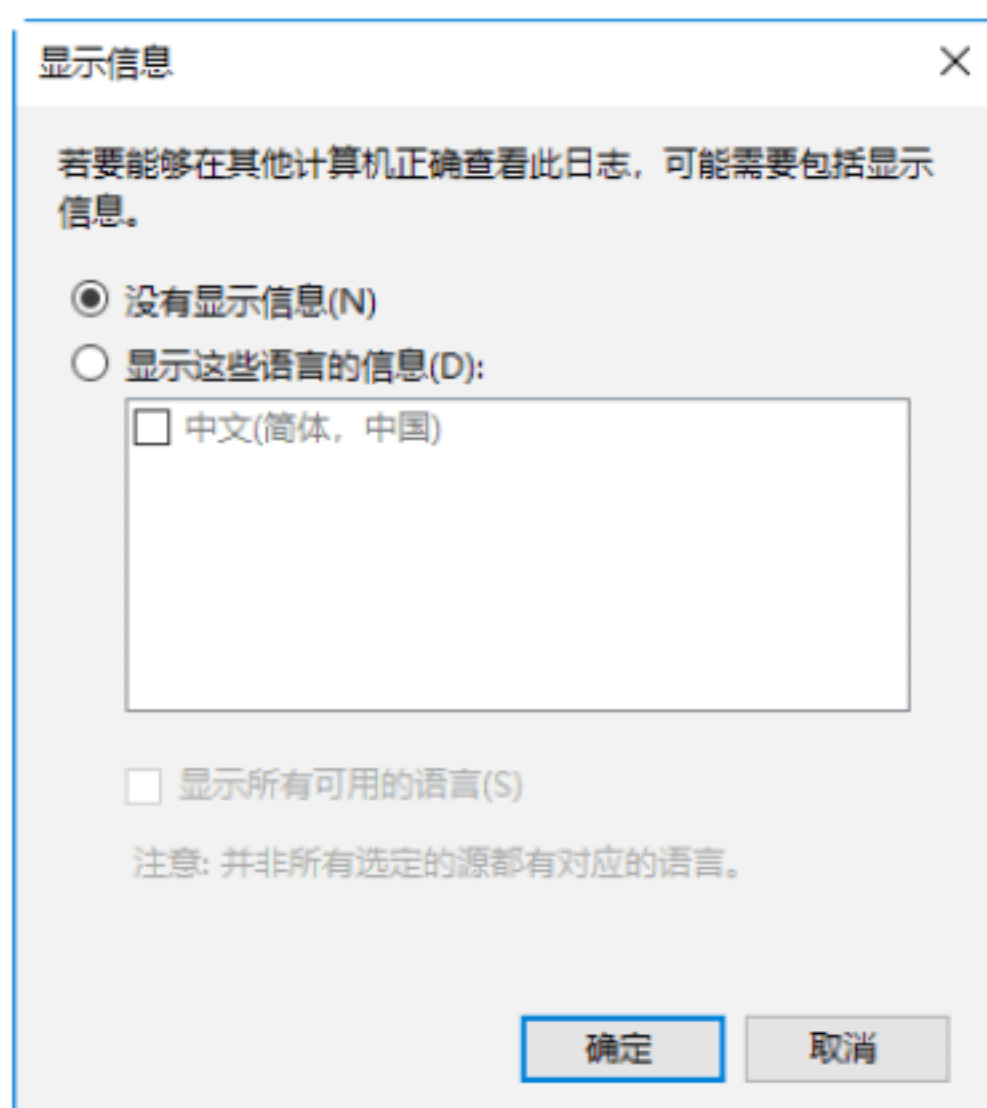 显示信息
若要能够在其他计算机正确查看此日志，可能需要包括显示
信息。
没有显示信息(N)
显示这些语言的信息(D):
中文(简体，中国)
显示所有可用的语言(S)
注意: 并非所有选定的源都有对应的语言。
确定
取消